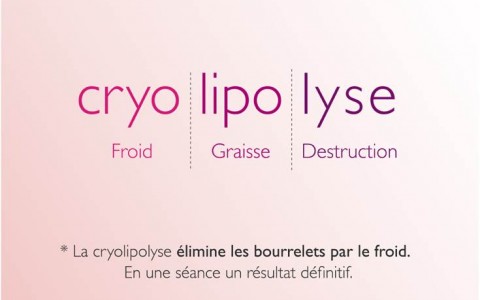 cryo lipo lyse
Froid Graisse Destruction
* La cryolipolyse élimine les bourrelets par le froid.
En une séance un résultat définitif.